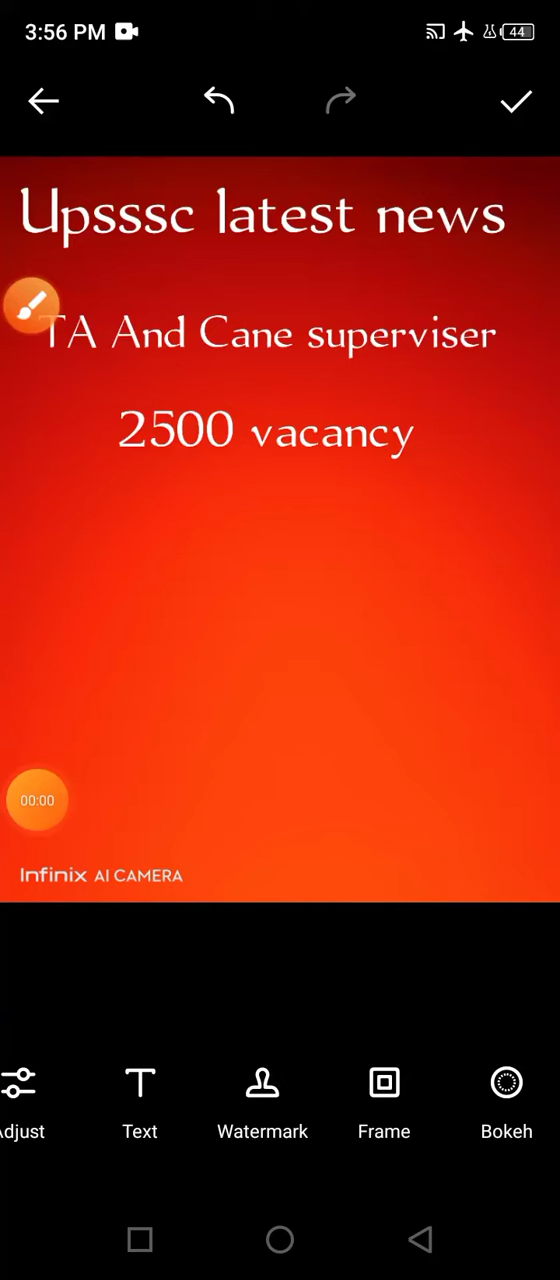 3:56 PM
44
Upsssc latest news
TA And Cane superviser
2500 vacancy
00:00
Infinix AI CAMERA
Adjust
Text
Watermark
Frame
Bokeh